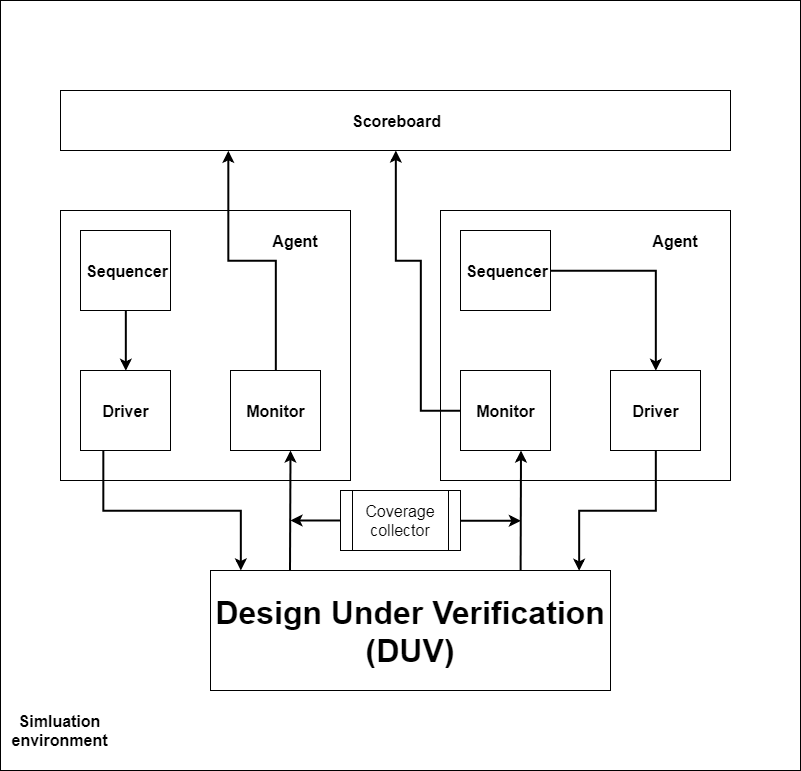 Scoreboard
Agent
Sequencer
Driver
Monitor
Agent
Sequencer
Monitor
Driver
Coverage
collector
Design Under Verification
(DUV)
Simluation
environment